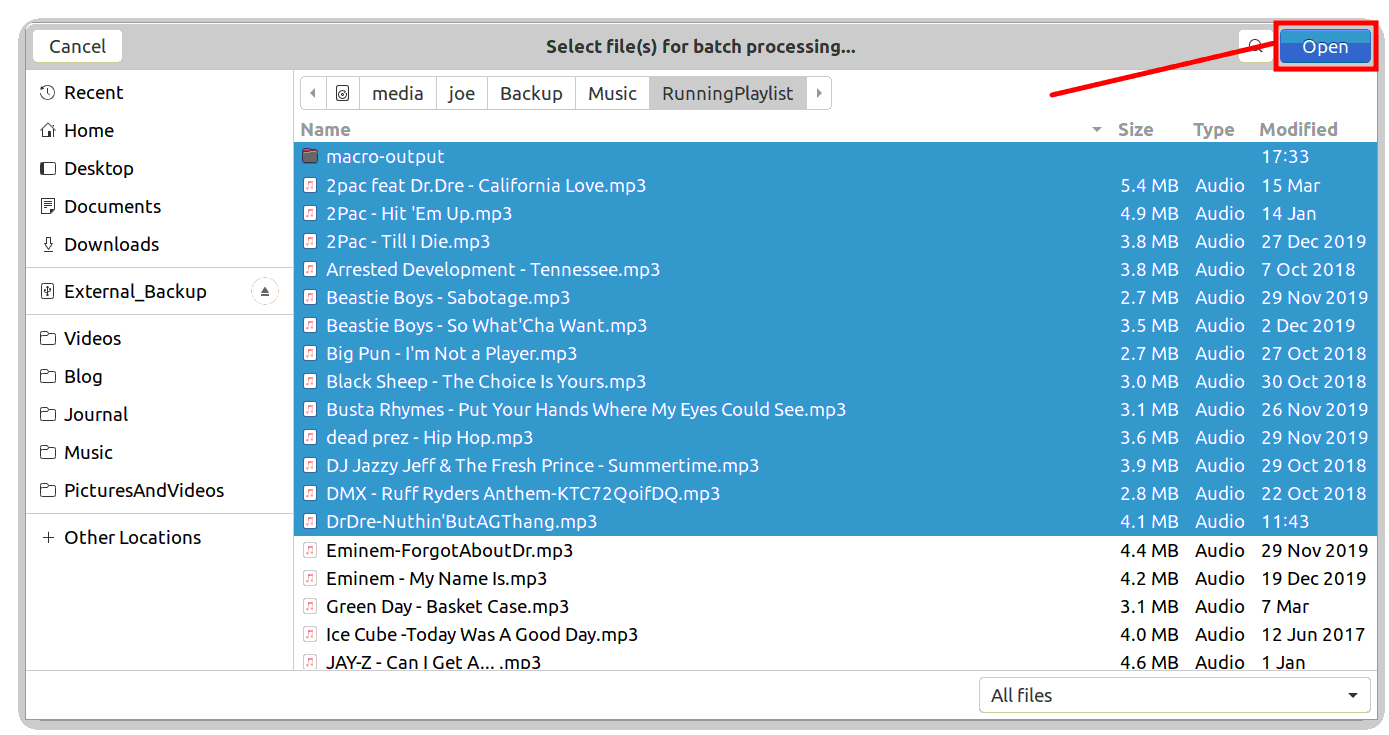 Cancel Select file(s) for batch processing... Open
Recent
Home
Desktop
Documents
Downloads
External_Backup
Videos
Blog
Journal
Music
PicturesAndVideos
Other Locations
media joe Backup Music RunningPlaylist
Name Size Type Modified
macro-output 17:33
2pac feat Dr.Dre - California Love.mp3 5.4 MB Audio 15 Mar
2Pac - Hit 'Em Up.mp3 4.9 MB Audio 14 Jan
2Pac - Till I Die.mp3 3.8 MB Audio 27 Dec 2019
Arrested Development - Tennessee.mp3 3.8 MB Audio 7 Oct 2018
Beastie Boys - Sabotage.mp3 2.7 MB Audio 29 Nov 2019
Beastie Boys - So What'Cha Want.mp3 3.5 MB Audio 2 Dec 2019
Big Pun - I'm Not a Player.mp3 2.7 MB Audio 27 Oct 2018
Black Sheep - The Choice Is Yours.mp3 3.0 MB Audio 30 Oct 2018
Busta Rhymes - Put Your Hands Where My Eyes Could See.mp3 3.1 MB Audio 26 Nov 2019
dead prez - Hip Hop.mp3 3.6 MB Audio 29 Nov 2019
DJ Jazzy Jeff & The Fresh Prince - Summertime.mp3 3.9 MB Audio 29 Oct 2018
DMX - Ruff Ryders Anthem-KTC72QoifDQ.mp3 2.8 MB Audio 22 Oct 2018
DrDre-Nuthin'ButAGThang.mp3 4.1 MB Audio 11:43
Eminem-ForgotAboutDr.mp3 4.4 MB Audio 29 Nov 2019
Eminem - My Name Is.mp3 4.2 MB Audio 19 Dec 2019
Green Day - Basket Case.mp3 3.1 MB Audio 7 Mar
Ice Cube -Today Was A Good Day.mp3 4.0 MB Audio 12 Jun 2017
JAY-Z - Can I Get A... .mp3 4.6 MB Audio 1 Jan
All files